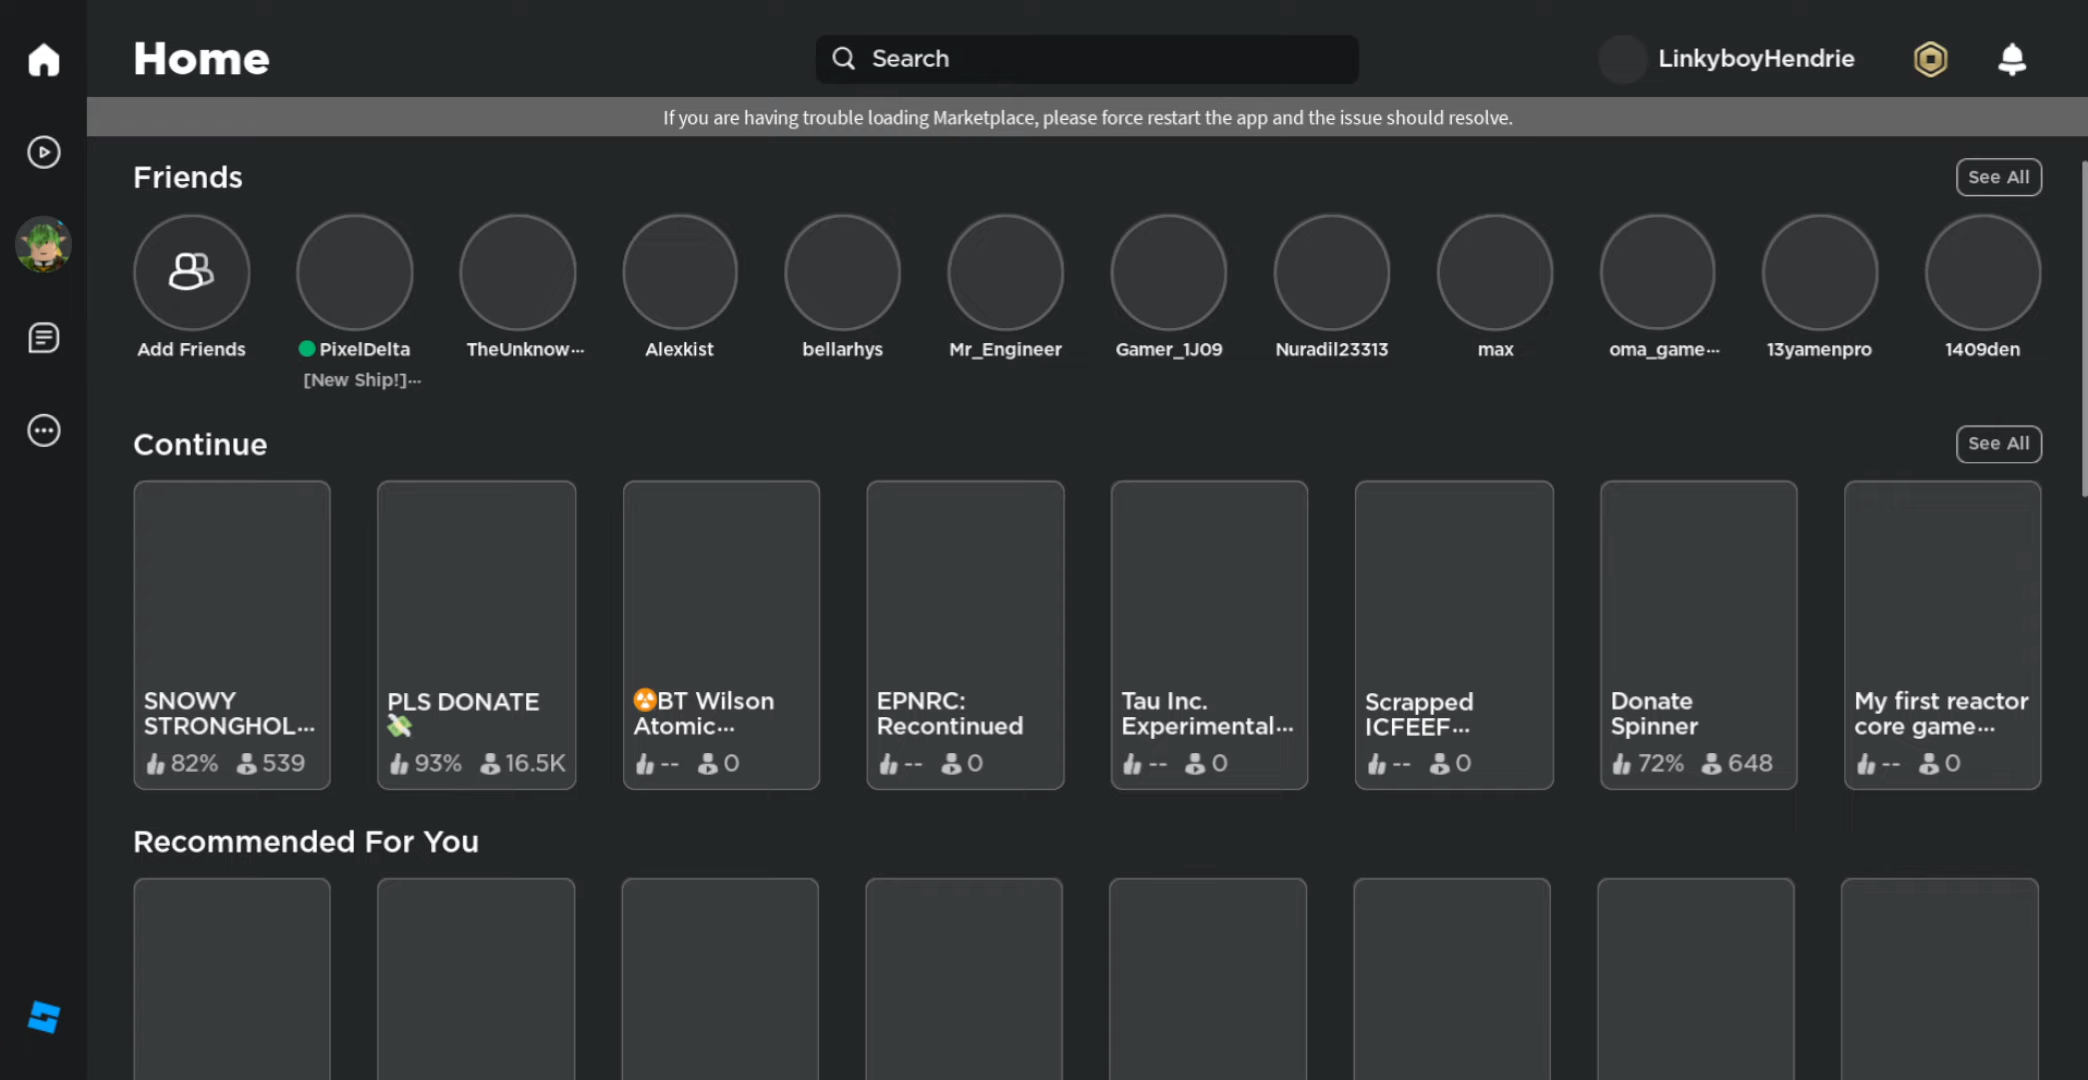 Home
Search
LinkyboyHendrie
If you are having trouble loading Marketplace, please force restart the app and the issue should resolve.
Friends
See All
Add Friends
PixelDelta
[New Ship!]···
TheUnknow···
Alexkist
bellarhys
Mr_Engineer
Gamer_1J09
Nuradil23313
max
oma_game···
13yamenpro
1409den
Continue
See All
SNOWY
STRONGHOL···
82% 539
PLS DONATE
💸
93% 16.5K
☢BT Wilson
Atomic···
-- 0
EPNRC:
Recontinued
-- 0
Tau Inc.
Experimental···
-- 0
Scrapped
ICFEEF···
-- 0
Donate
Spinner
72% 648
My first reactor
core game···
-- 0
Recommended For You